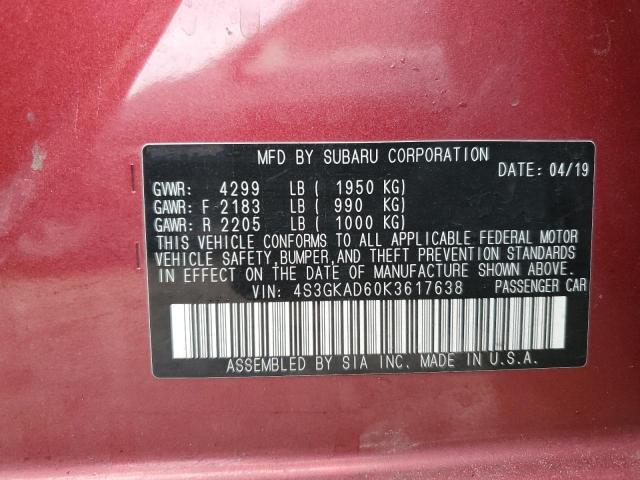 MFD BY SUBARU CORPORATION
DATE: 04/19
GVWR: 4299 LB ( 1950 KG)
GAWR: F 2183 LB ( 990 KG)
GAWR: R 2205 LB ( 1000 KG)
THIS VEHICLE CONFORMS TO ALL APPLICABLE FEDERAL MOTOR
VEHICLE SAFETY, BUMPER, AND THEFT PREVENTION STANDARDS
IN EFFECT ON THE DATE OF MANUFACTURE SHOWN ABOVE.
VIN: 4S3GKAD60K3617638 PASSENGER CAR
ASSEMBLED BY SIA INC. MADE IN U.S.A.